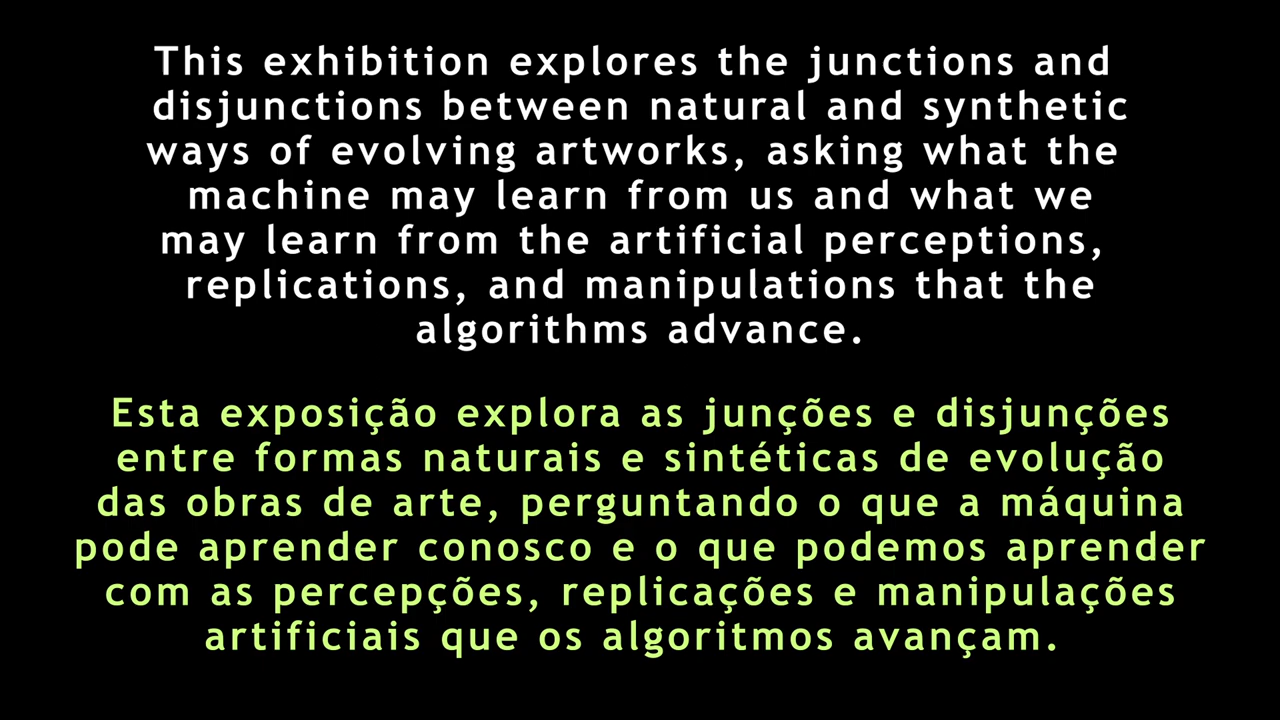 This exhibition explores the junctions and
disjunctions between natural and synthetic
ways of evolving artworks, asking what the
machine may learn from us and what we
may learn from the artificial perceptions,
replications, and manipulations that the
algorithms advance.
Esta exposição explora as junções e disjunções
entre formas naturais e sintéticas de evolução
das obras de arte, perguntando o que a máquina
pode aprender conosco e o que podemos aprender
com as percepções, replicações e manipulações
artificiais que os algoritmos avançam.